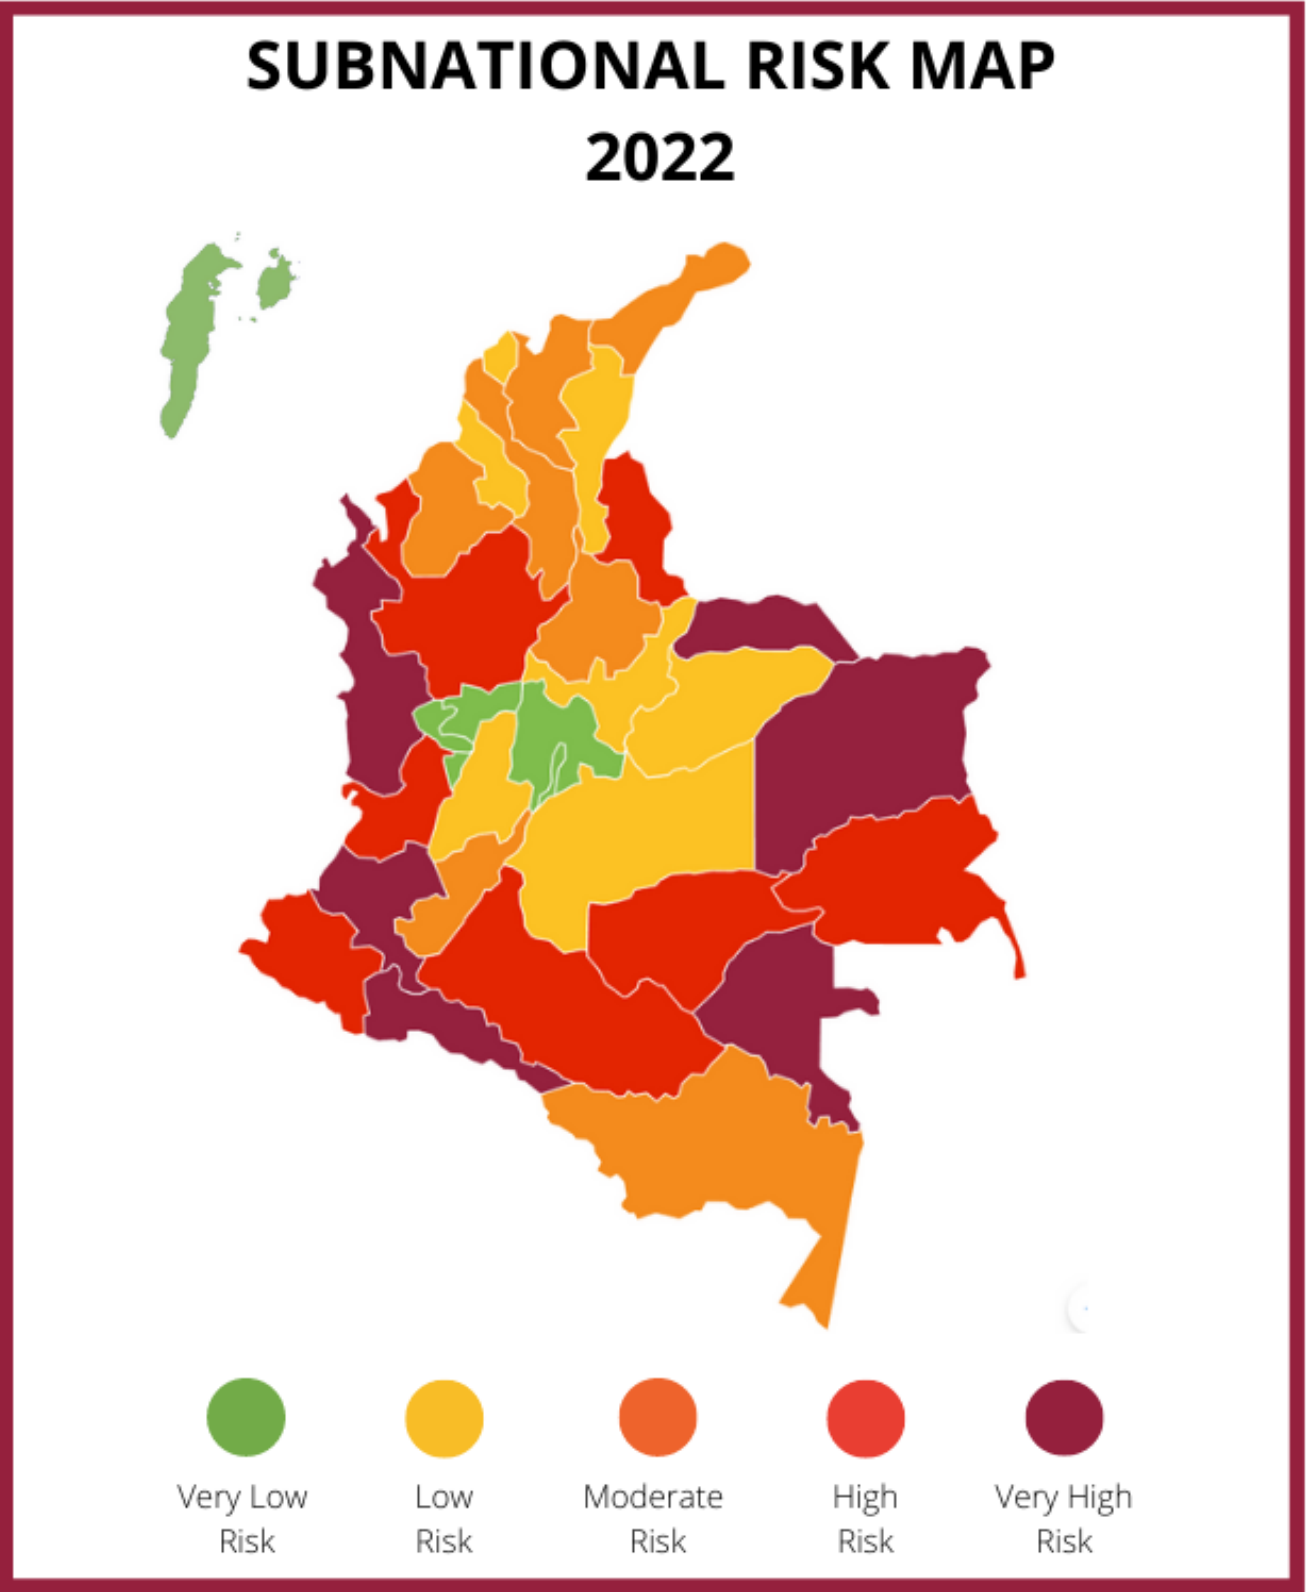 SUBNATIONAL RISK MAP
2022
Very Low
Risk
Low
Risk
Moderate
Risk
High
Risk
Very High
Risk